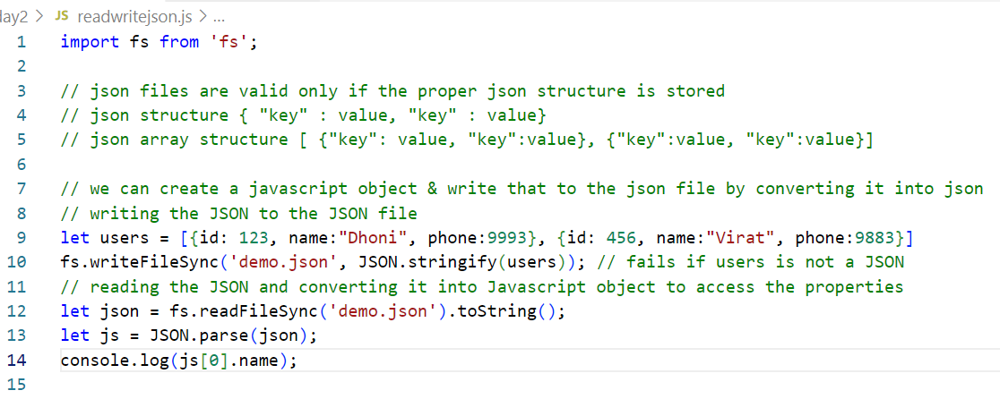 day2 > JS readwritejson.js > ...
1 import fs from 'fs';
2
3 // json files are valid only if the proper json structure is stored
4 // json structure { "key" : value, "key" : value}
5 // json array structure [ {"key": value, "key":value}, {"key":value, "key":value}]
6
7 // we can create a javascript object & write that to the json file by converting it into json
8 // writing the JSON to the JSON file
9 let users = [{id: 123, name:"Dhoni", phone:9993}, {id: 456, name:"Virat", phone:9883}]
10 fs.writeFileSync('demo.json', JSON.stringify(users)); // fails if users is not a JSON
11 // reading the JSON and converting it into Javascript object to access the properties
12 let json = fs.readFileSync('demo.json').toString();
13 let js = JSON.parse(json);
14 console.log(js[0].name);
15